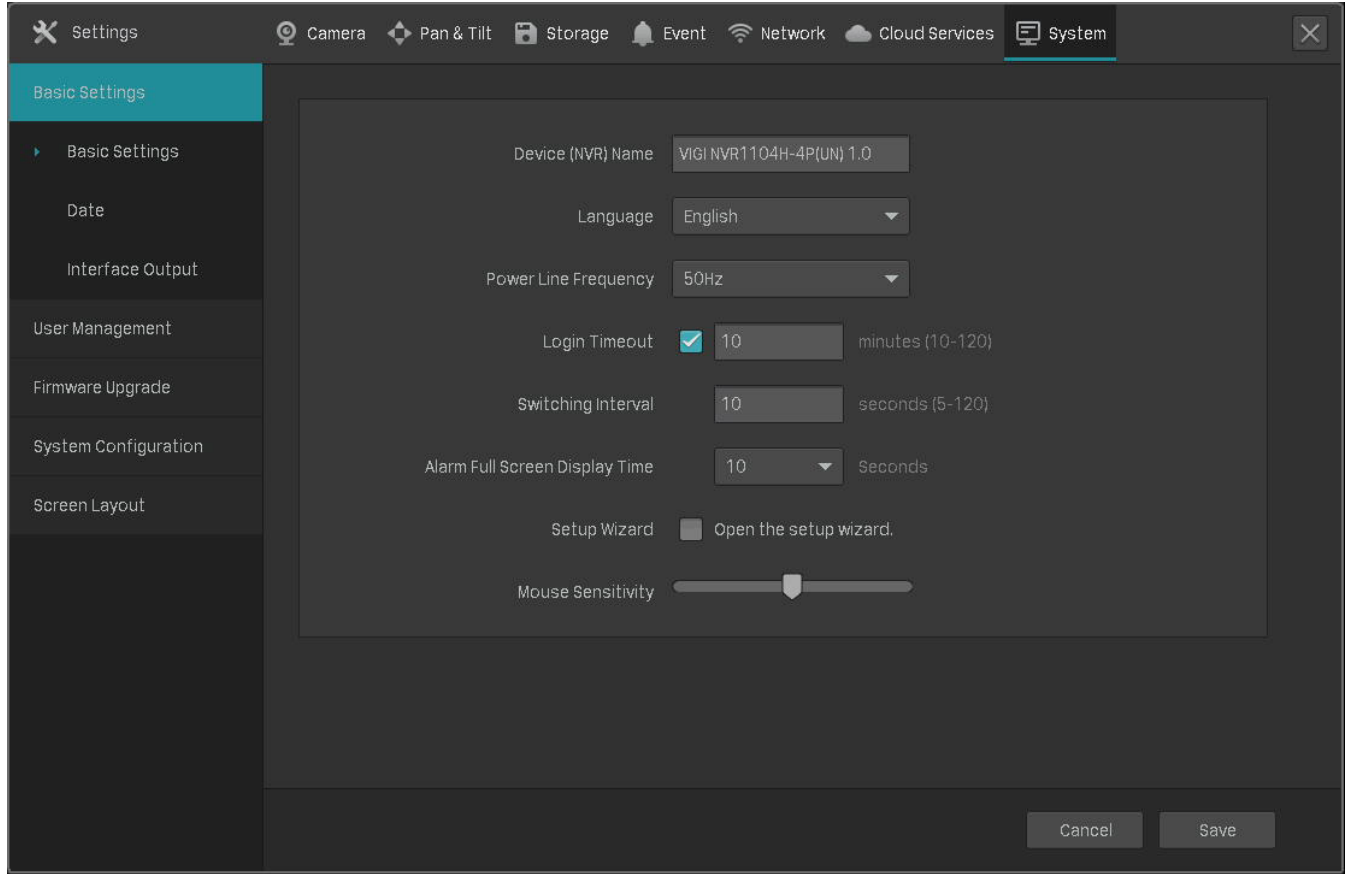 Settings
Camera
Pan & Tilt
Storage
Event
Network
Cloud Services
System
Basic Settings
Basic Settings
Date
Interface Output
User Management
Firmware Upgrade
System Configuration
Screen Layout
Device (NVR) Name VIGI NVR1104H-4P(UN) 1.0
Language English
Power Line Frequency 50Hz
Login Timeout 10 minutes (10-120)
Switching Interval 10 seconds (5-120)
Alarm Full Screen Display Time 10 Seconds
Setup Wizard Open the setup wizard.
Mouse Sensitivity
Cancel
Save